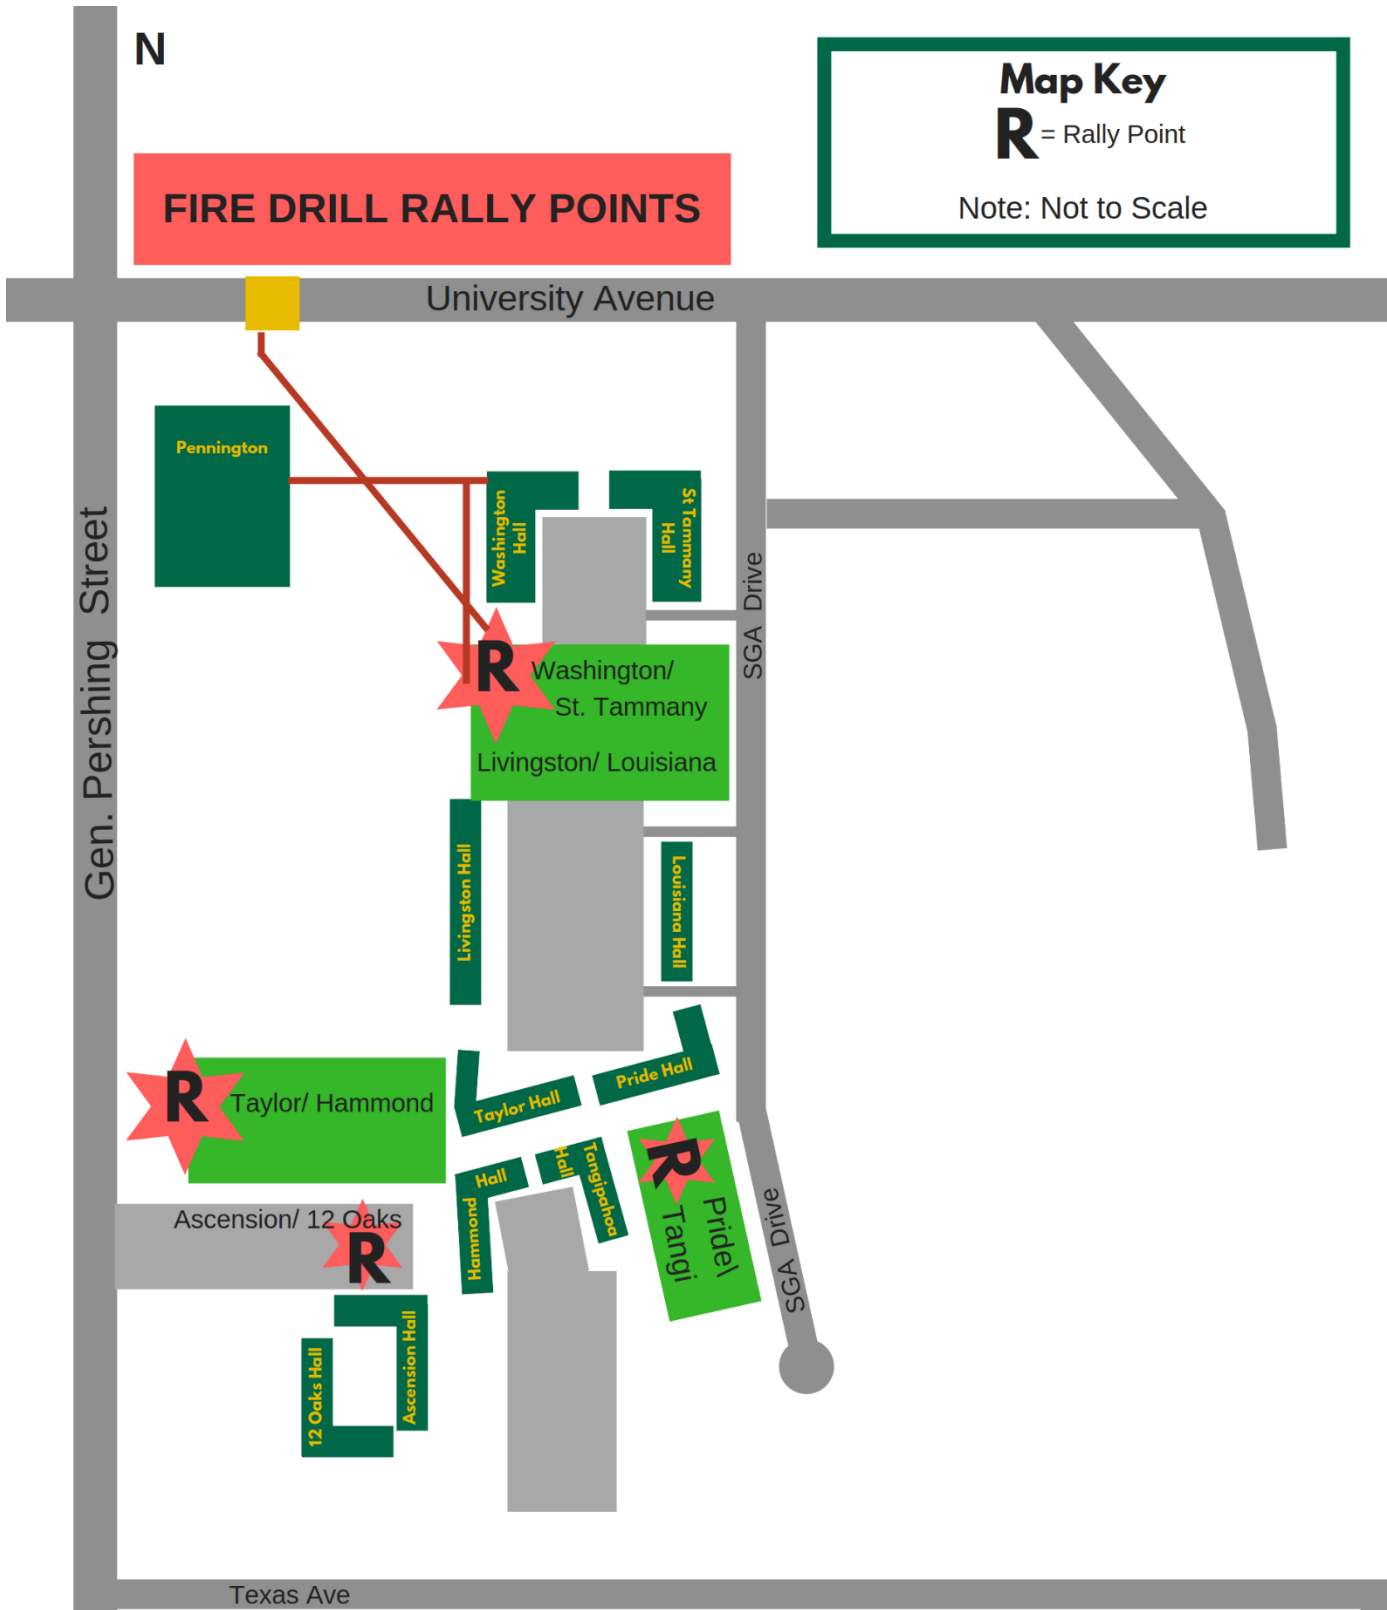 N
Map Key
R = Rally Point
Note: Not to Scale
FIRE DRILL RALLY POINTS
University Avenue
Pennington
Washington
Hall
St Tammany
Hall
Gen. Pershing Street
SGA Drive
R
Washington/
St. Tammany
Livingston/ Louisiana
Livingston Hall
Louisiana Hall
Pride Hall
Taylor Hall
R
Taylor/ Hammond
Hammond Hall
Tangipahoa
Hall
R
Pride\
Tangi
SGA Drive
Ascension/ 12 Oaks
R
Ascension Hall
12 Oaks Hall
Texas Ave